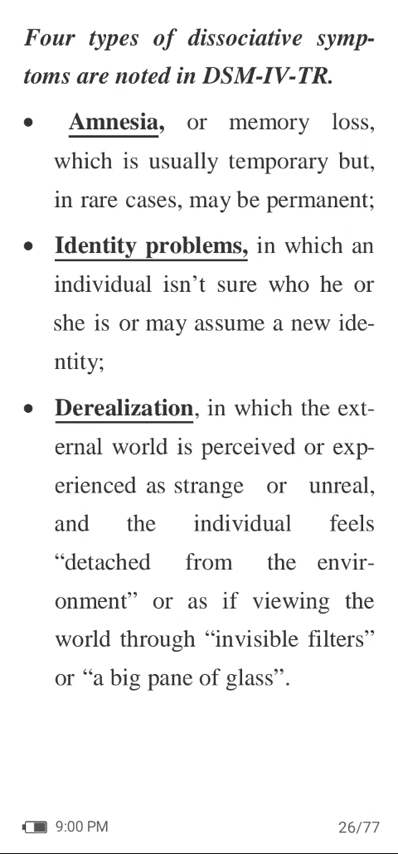 Four types of dissociative symp-
toms are noted in DSM-IV-TR.
• Amnesia, or memory loss,
which is usually temporary but,
in rare cases, may be permanent;
• Identity problems, in which an
individual isn’t sure who he or
she is or may assume a new ide-
ntity;
• Derealization, in which the ext-
ernal world is perceived or exp-
erienced as strange or unreal,
and the individual feels
“detached from the envir-
onment” or as if viewing the
world through “invisible filters”
or “a big pane of glass”.
9:00 PM 26/77